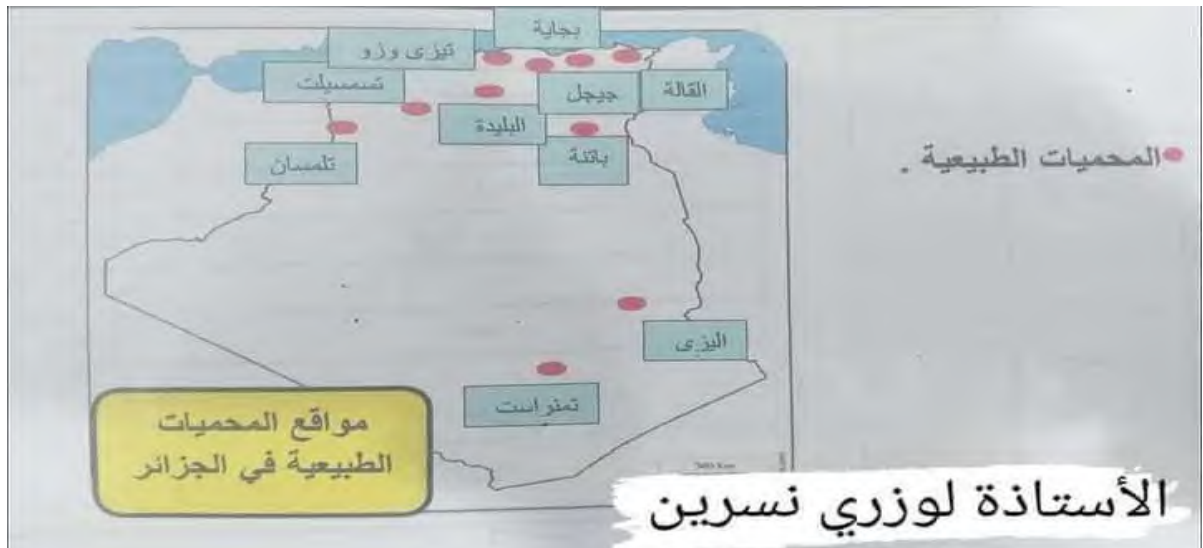 بجاية
تيزي وزو
تسمسيلت
القالة
جيجل
البليدة
باتنة
تلمسان
المحميات الطبيعية .
اليزي
تمنراست
مواقع المحميات
الطبيعية في الجزائر
الأستاذة لوزري نسرين